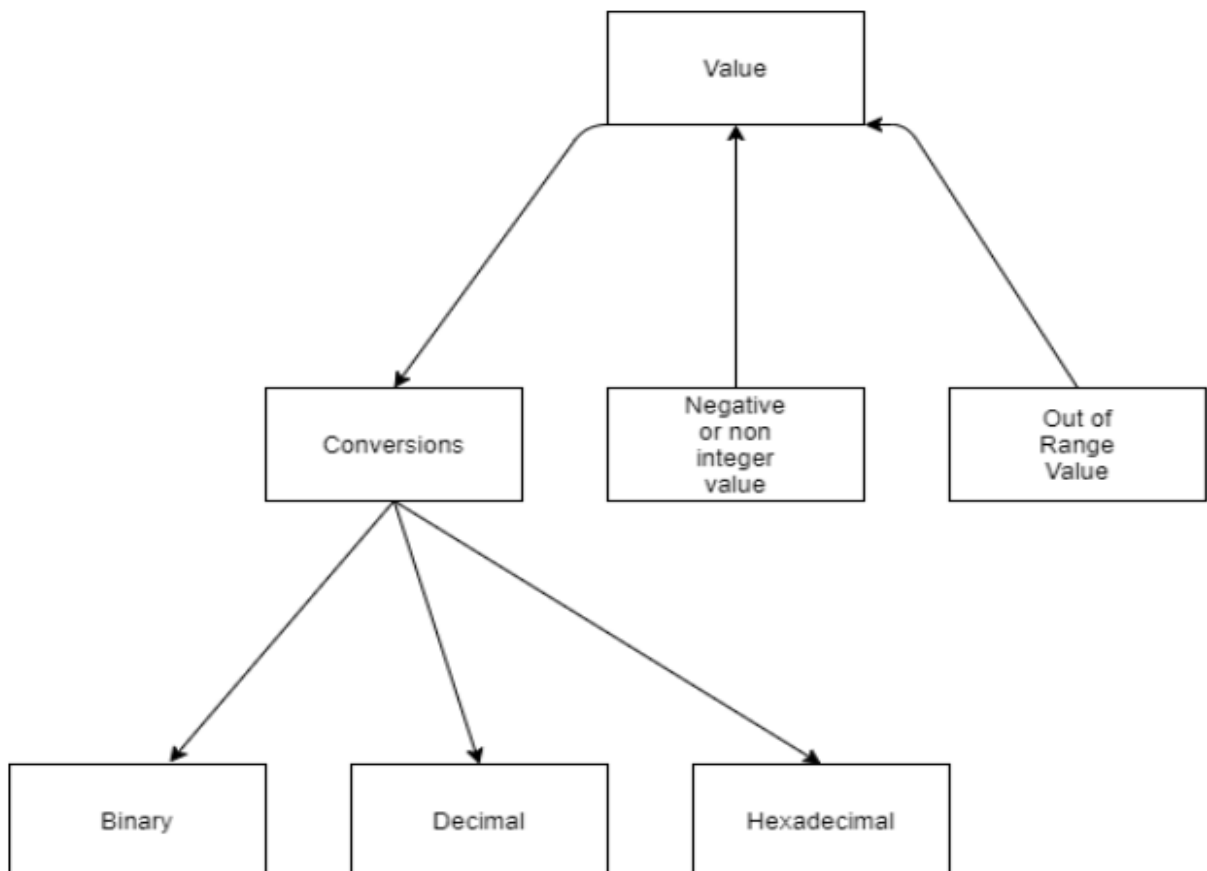 Value
Conversions
Negative
or non
integer
value
Out of
Range
Value
Binary
Decimal
Hexadecimal